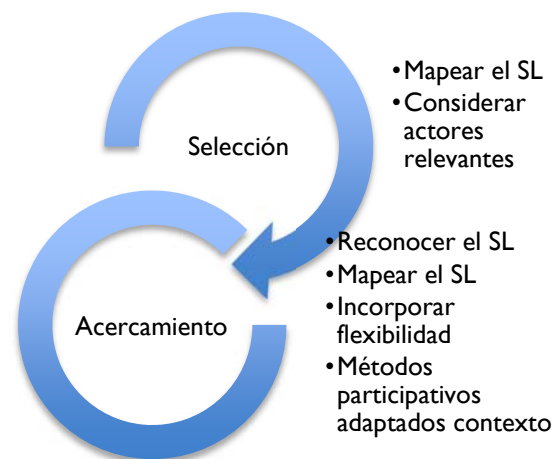 Selección
•Mapear el SL
•Considerar
actores
relevantes
Acercamiento
•Reconocer el SL
•Mapear el SL
•Incorporar
flexibilidad
•Métodos
participativos
adaptados contexto